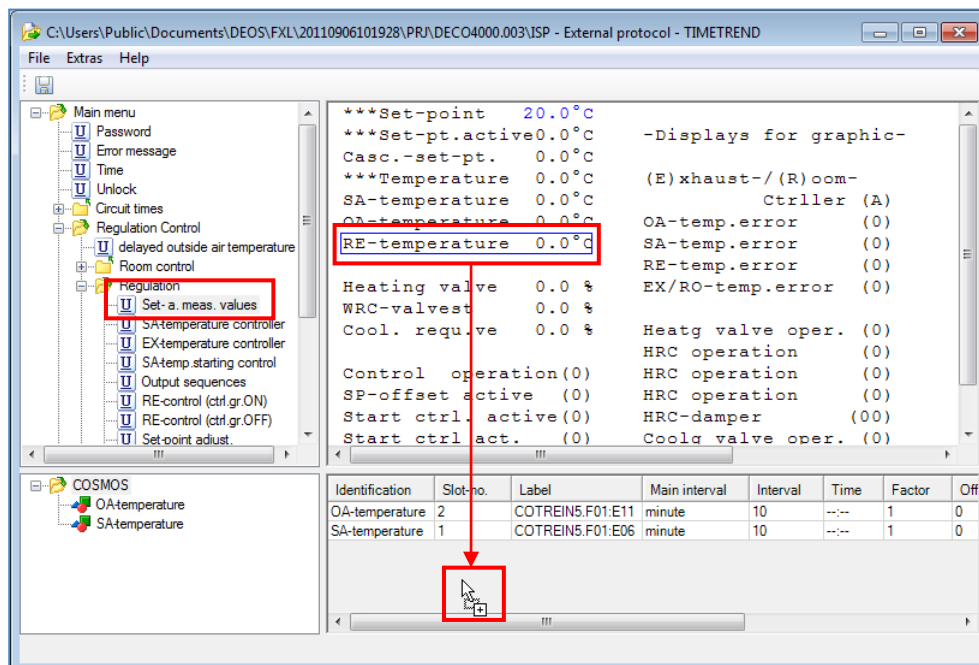 C:\Users\Public\Documents\DEOS\FXL\20110906101928\PRJ\DECO4000.003\ISP - External protocol - TIMETREND
File Extras Help
Main menu
Password
Error message
Time
Unlock
Circuit times
Regulation Control
delayed outside air temperature
Room control
Regulation
Set- a. meas. values
SA-temperature controller
EX-temperature controller
SA-temp.starting control
Output sequences
RE-control (ctrl.gr.ON)
RE-control (ctrl.gr.OFF)
Set-point adjust.
***Set-point 20.0°C
***Set-pt.active0.0°C -Displays for graphic-
Casc.-set-pt. 0.0°C
***Temperature 0.0°C (E)xhaust-/(R)oom-
SA-temperature 0.0°C Ctrller (A)
OA-temperature 0.0°C OA-temp.error (0)
RE-temperature 0.0°C SA-temp.error (0)
RE-temp.error (0)
Heating valve 0.0 % EX/RO-temp.error (0)
WRC-valvest 0.0 %
Cool. requ.ve 0.0 % Heatg valve oper. (0)
HRC operation (0)
Control operation(0) HRC operation (0)
SP-offset active (0) HRC operation (0)
Start ctrl. active(0) HRC-damper (00)
Start ctrl act. (0) Coolg valve oper. (0)
COSMOS
OA-temperature
SA-temperature
Identification Slot-no. Label Main interval Interval Time Factor Off
OA-temperature 2 COTREIN5.F01:E11 minute 10 --:-- 1 0
SA-temperature 1 COTREIN5.F01:E06 minute 10 --:-- 1 0